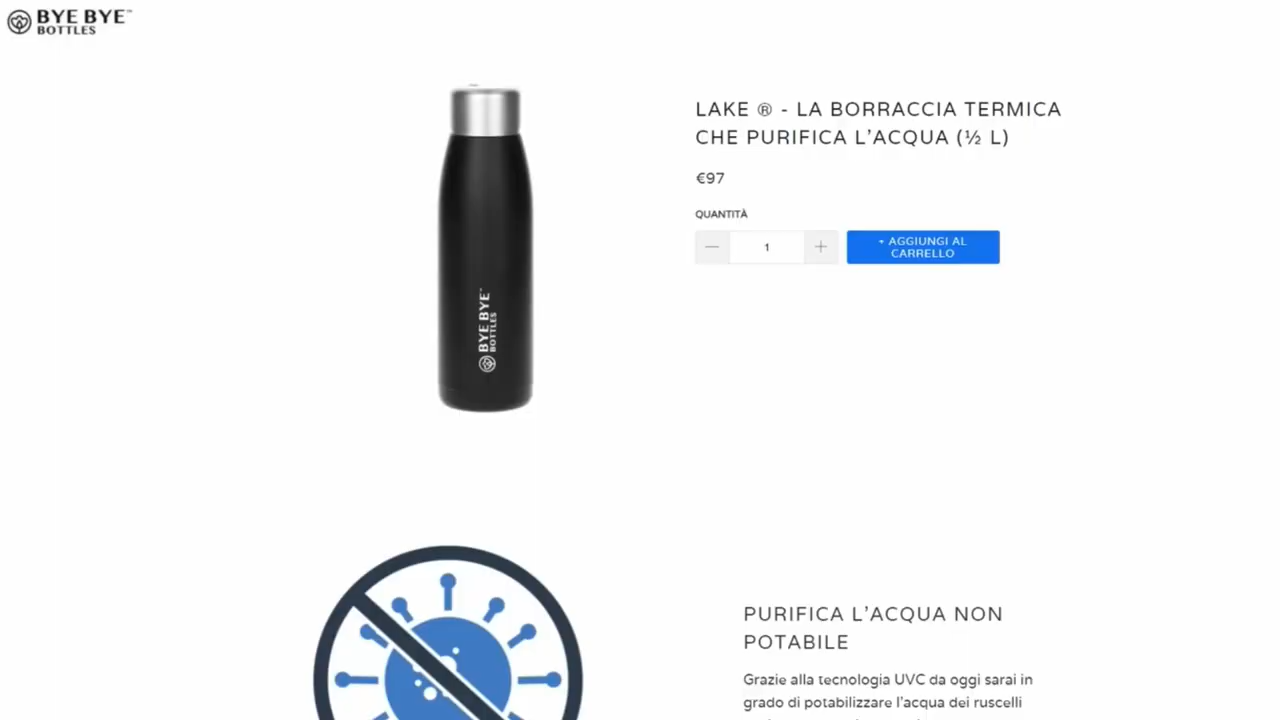 BYE BYE™
BOTTLES
LAKE ® - LA BORRACCIA TERMICA
CHE PURIFICA L'ACQUA (½ L)
€97
QUANTITÀ
— 1 +
+ AGGIUNGI AL
CARRELLO
BYE BYE™
BOTTLES
PURIFICA L'ACQUA NON
POTABILE
Grazie alla tecnologia UVC da oggi sarai in
grado di potabilizzare l'acqua dei ruscelli